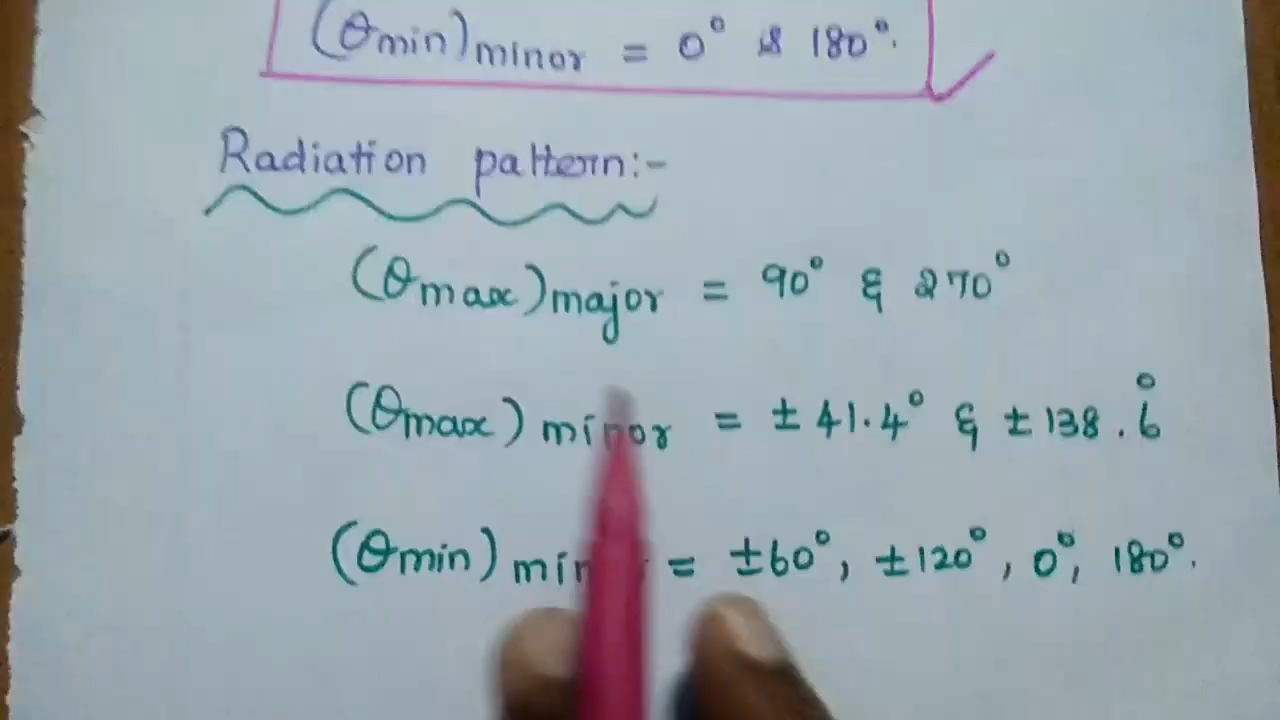 (θmin)minor = 0° & 180°.
Radiation pattern:-
(θmax)major = 90° & 270°
(θmax)minor = ±41.4° & ±138.6°
(θmin) = ±60°, ±120°, 0°, 180°.